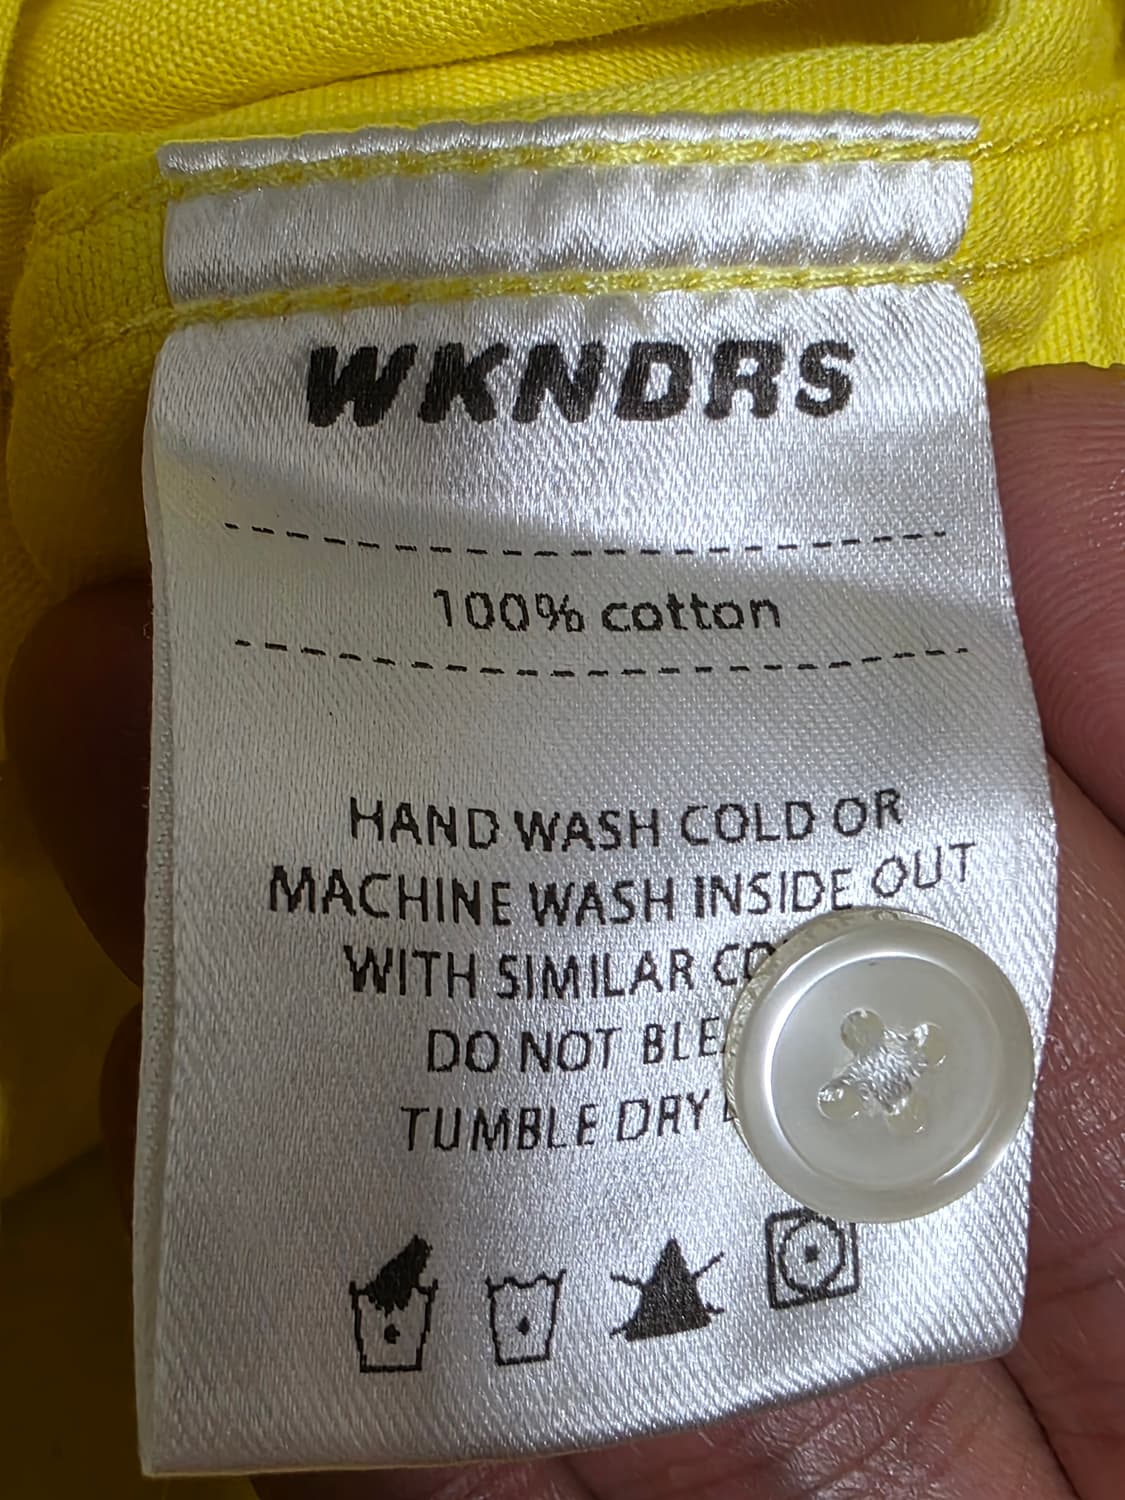 WKNDRS
100% cotton
HAND WASH COLD OR
MACHINE WASH INSIDE OUT
WITH SIMILAR
DO NOT
TUMBLE DRY